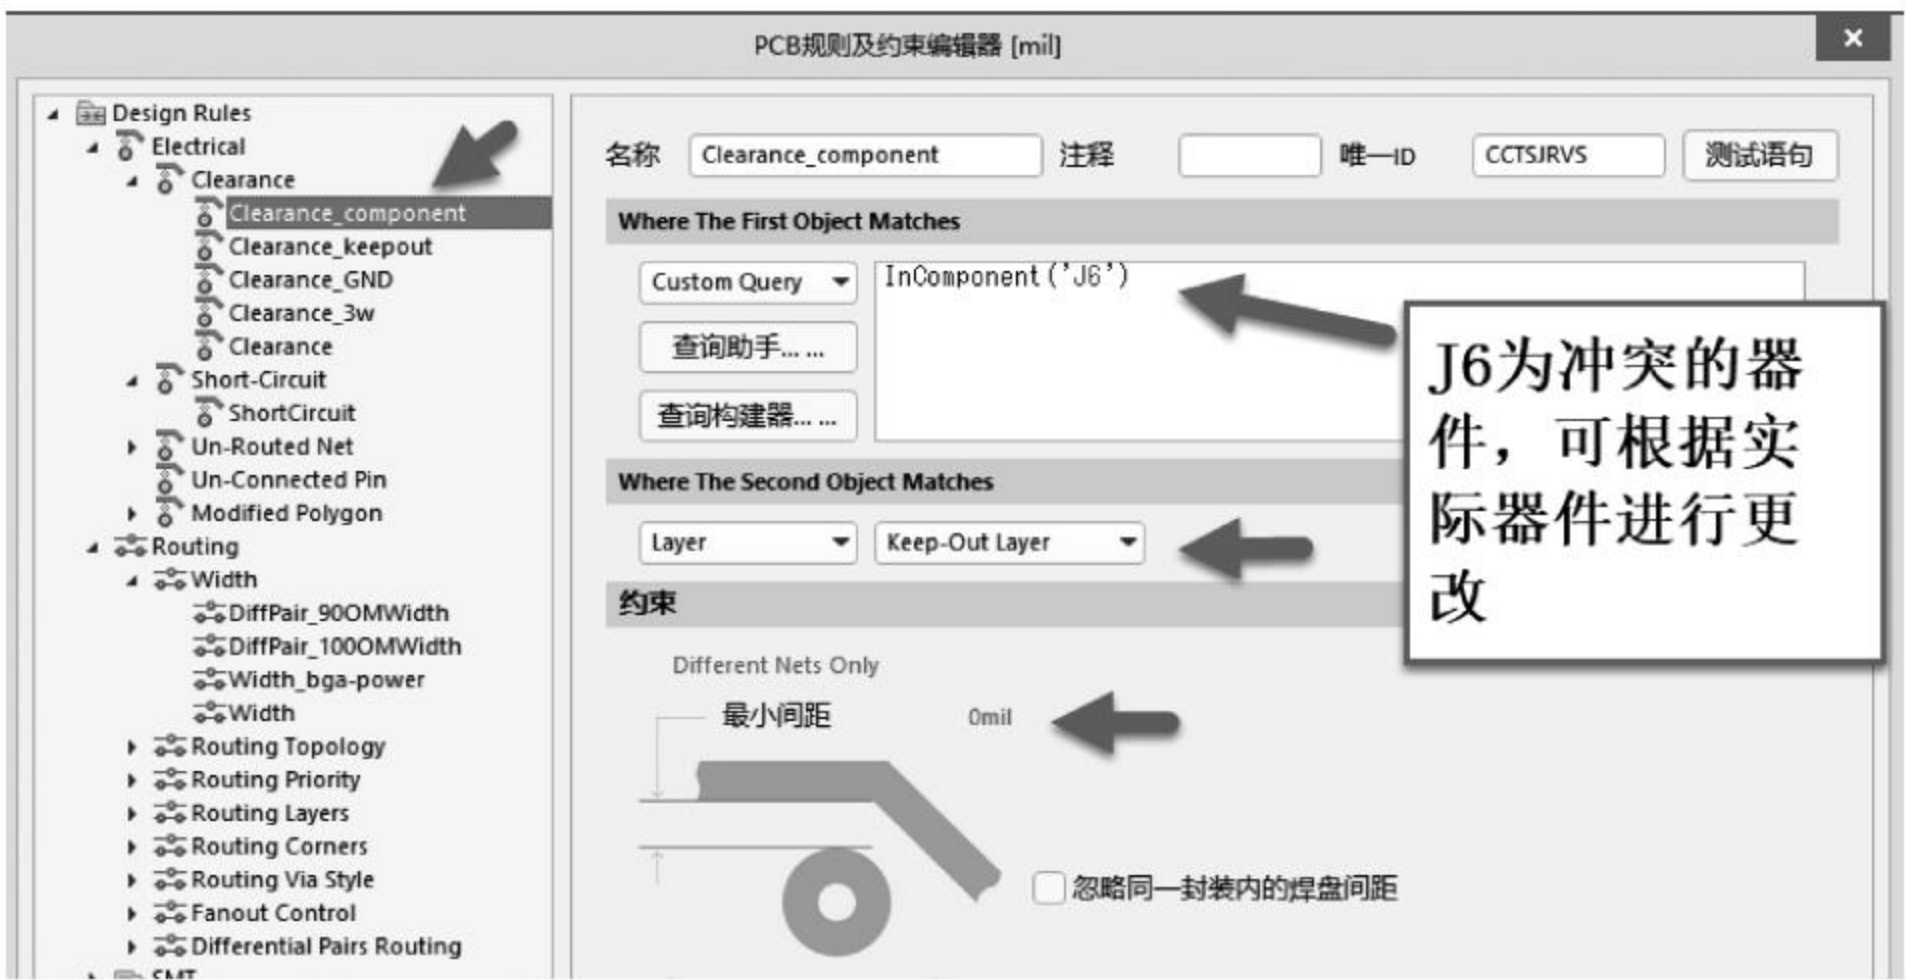 PCB规则及约束编辑器 [mil]
Design Rules
Electrical
Clearance
Clearance_component
Clearance_keepout
Clearance_GND
Clearance_3w
Clearance
Short-Circuit
ShortCircuit
Un-Routed Net
Un-Connected Pin
Modified Polygon
Routing
Width
DiffPair_90OMWidth
DiffPair_100OMWidth
Width_bga-power
Width
Routing Topology
Routing Priority
Routing Layers
Routing Corners
Routing Via Style
Fanout Control
Differential Pairs Routing
SMT
名称 Clearance_component 注释 唯一ID CCTSJRVS 测试语句
Where The First Object Matches
Custom Query InComponent('J6')
查询助手... ...
查询构建器... ...
Where The Second Object Matches
Layer Keep-Out Layer
约束
Different Nets Only
最小间距 0mil
忽略同一封装内的焊盘间距
J6为冲突的器
件，可根据实
际器件进行更
改